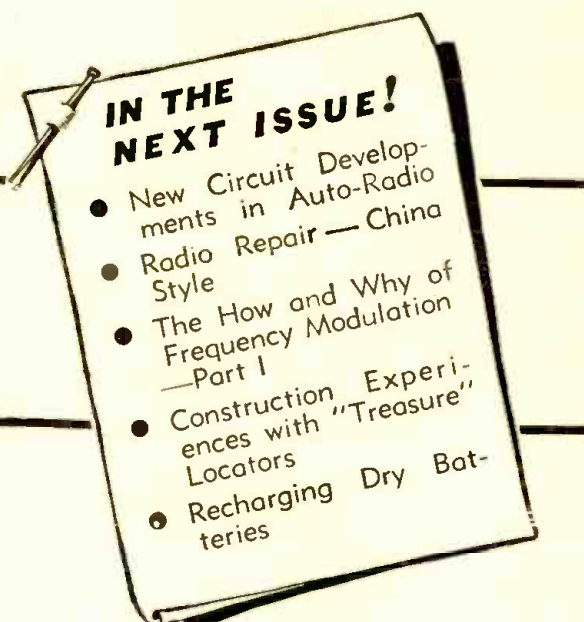 IN THE
NEXT ISSUE!
● New Circuit Develop-
ments in Auto-Radio
● Radio Repair — China
Style
● The How and Why of
Frequency Modulation
—Part I
● Construction Experi-
ences with "Treasure"
Locators
● Recharging Dry Bat-
teries